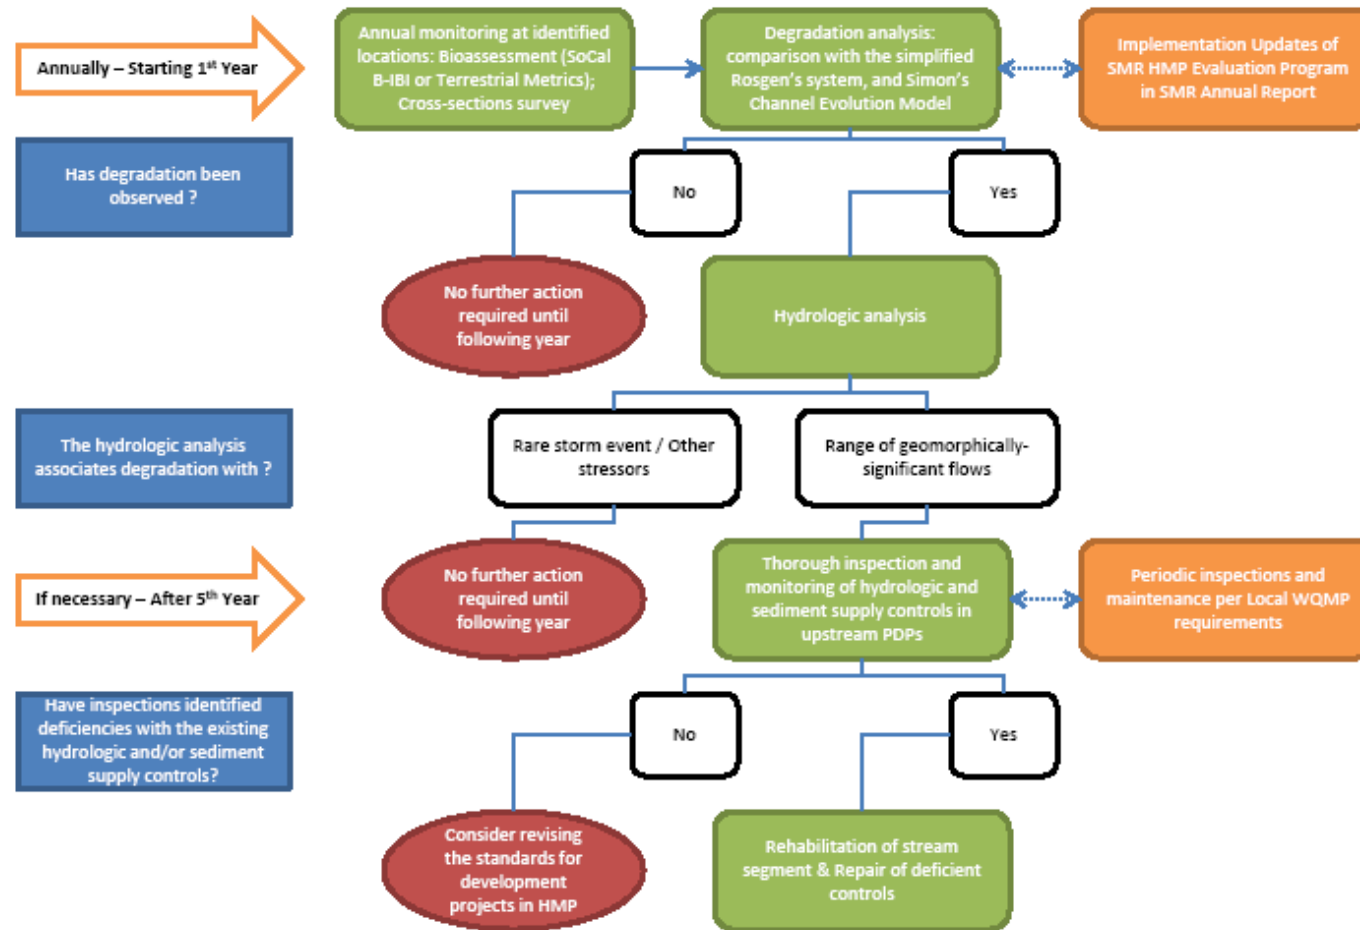 Annually – Starting 1st Year
Annual monitoring at identified
locations: Bioassessment (SoCal
B-IBI or Terrestrial Metrics);
Cross-sections survey
Degradation analysis:
comparison with the simplified
Rosgen's system, and Simon's
Channel Evolution Model
Implementation Updates of
SMR HMP Evaluation Program
in SMR Annual Report
Has degradation been
observed ?
No
Yes
No further action
required until
following year
Hydrologic analysis
The hydrologic analysis
associates degradation with ?
Rare storm event / Other
stressors
Range of geomorphically-
significant flows
If necessary – After 5th Year
No further action
required until
following year
Thorough inspection and
monitoring of hydrologic and
sediment supply controls in
upstream PDPs
Periodic inspections and
maintenance per Local WQMP
requirements
Have inspections identified
deficiencies with the existing
hydrologic and/or sediment
supply controls?
No
Yes
Consider revising
the standards for
development
projects in HMP
Rehabilitation of stream
segment & Repair of deficient
controls